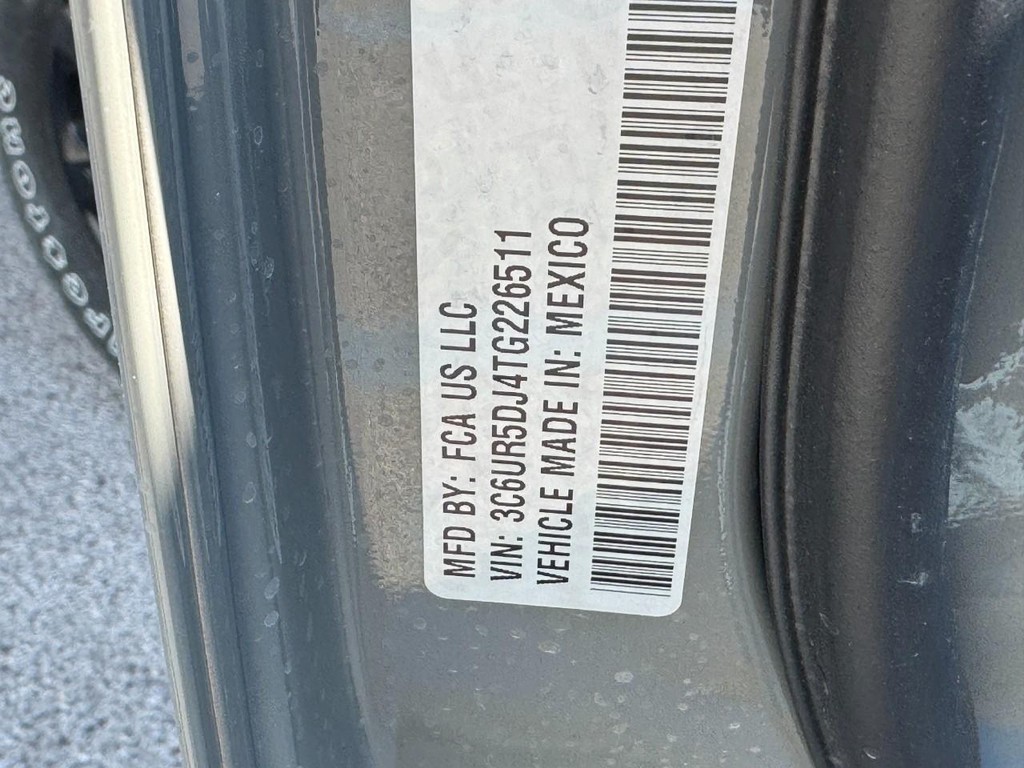 MFD BY: FCA US LLC
VIN: 3C6UR5DJ4TG226511
VEHICLE MADE IN: MEXICO